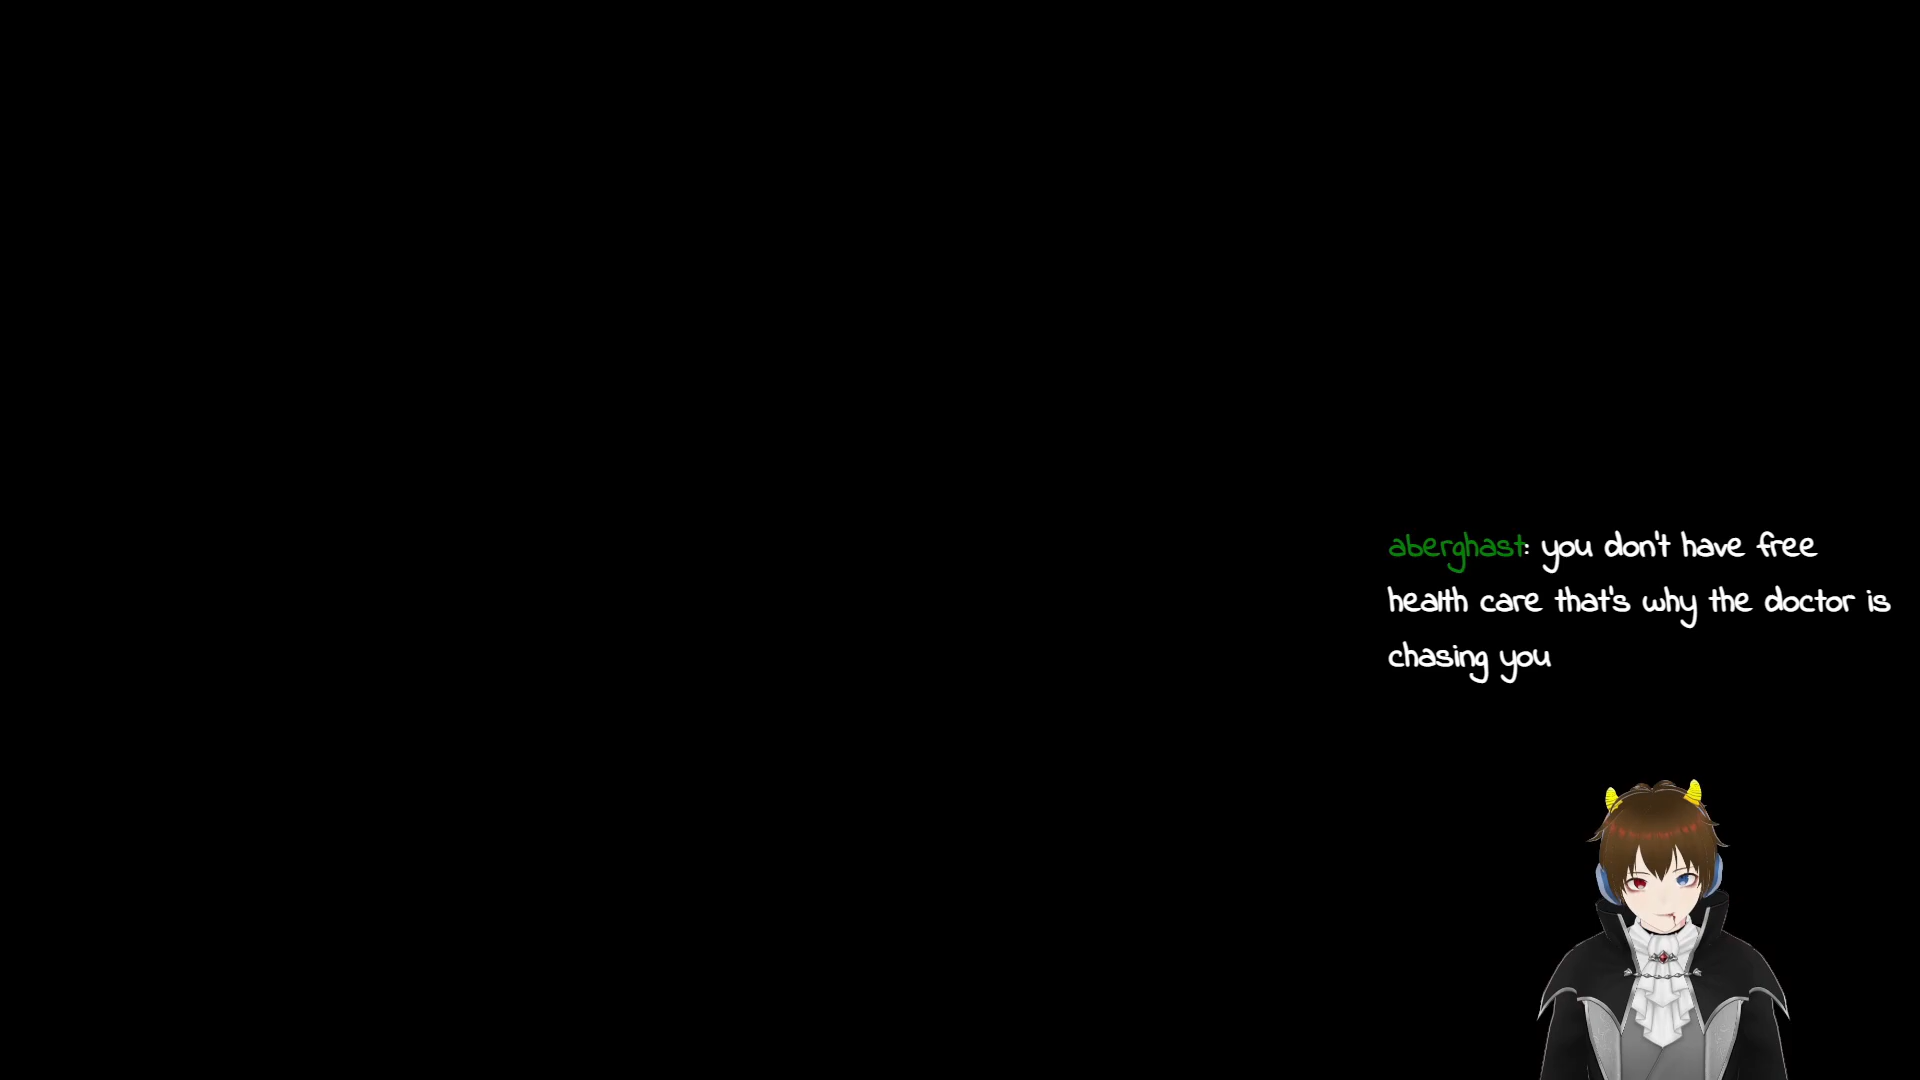 aberghast: you don't have free
health care that's why the doctor is
chasing you